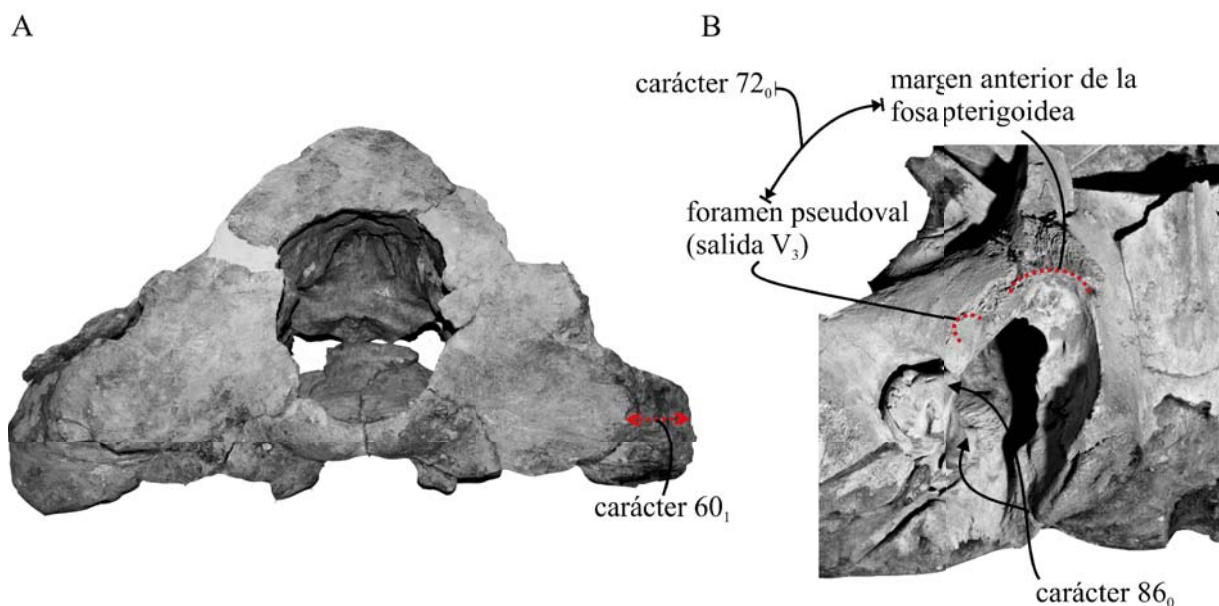 A
B
carácter 72₀
margen anterior de la
fosa pterigoidea
foramen pseudoval
(salida V₃)
carácter 60₁
carácter 86₀